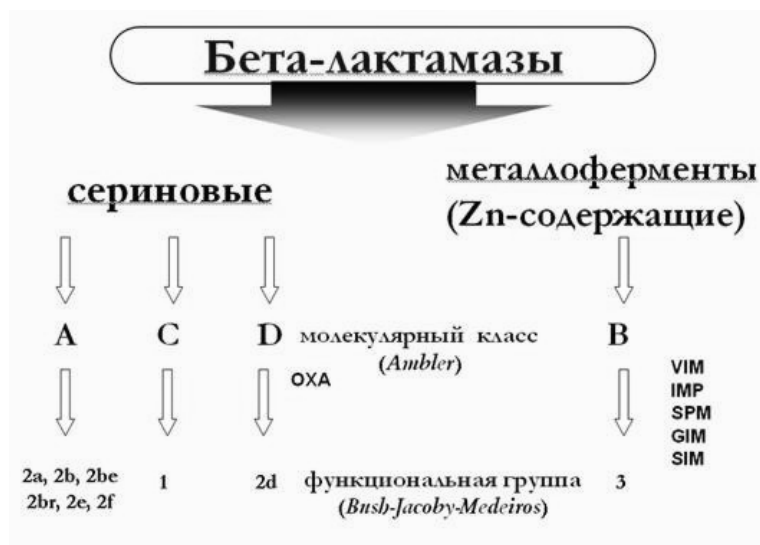 Бета-лактамазы
сериновые
металлоферменты
(Zn-содержащие)
A C D молекулярный класс B
(Ambler)
OXA
VIM
IMP
SPM
GIM
SIM
2a, 2b, 2be
2br, 2e, 2f
1 2d функциональная группа 3
(Bush-Jacoby-Medeiros)